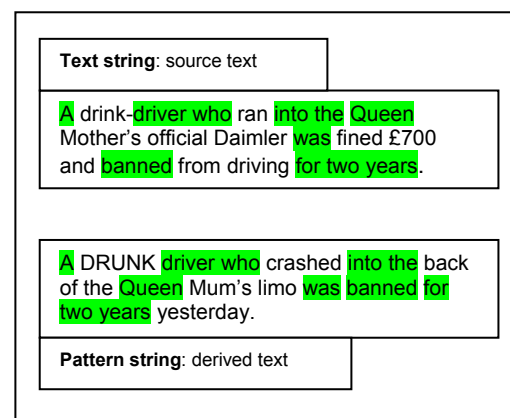 Text string: source text
A drink-driver who ran into the Queen
Mother’s official Daimler was fined £700
and banned from driving for two years.
A DRUNK driver who crashed into the back
of the Queen Mum’s limo was banned for
two years yesterday.
Pattern string: derived text